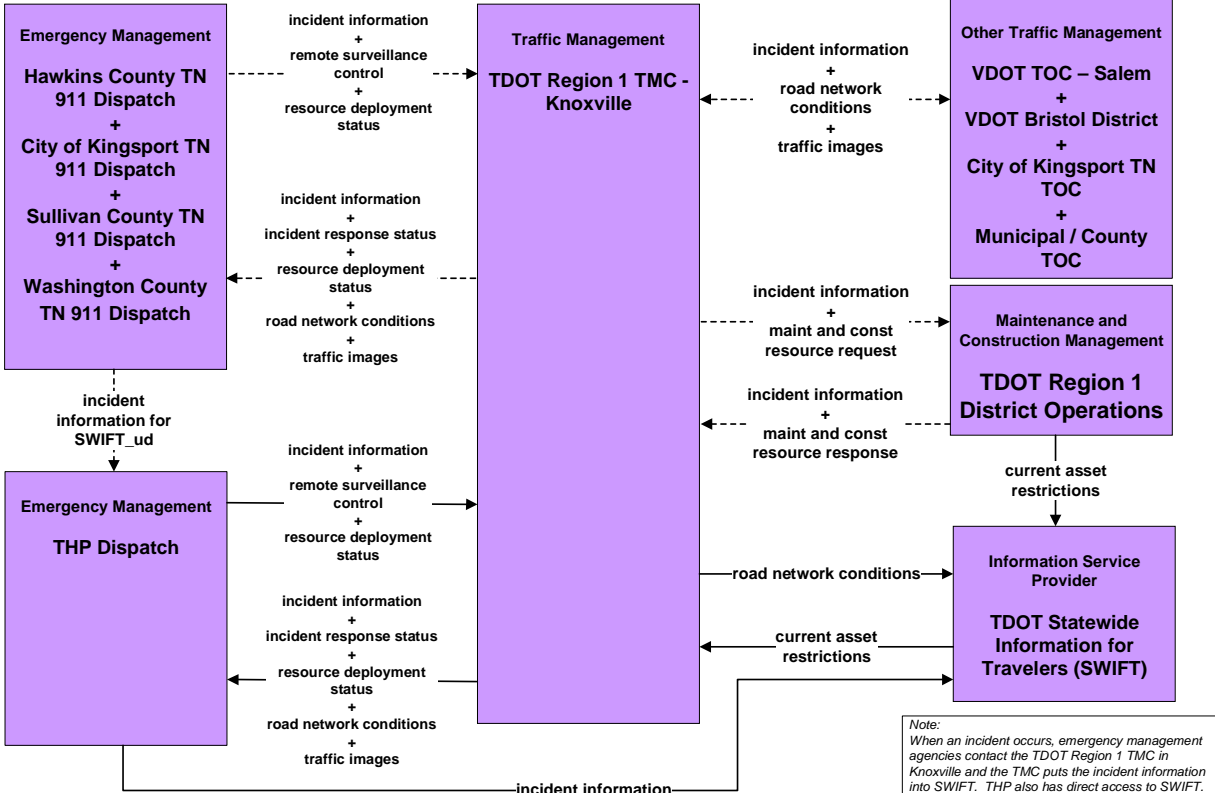 Emergency Management
Hawkins County TN
911 Dispatch
+
City of Kingsport TN
911 Dispatch
+
Sullivan County TN
911 Dispatch
+
Washington County
TN 911 Dispatch
incident information
+
remote surveillance
control
+
resource deployment
status
incident information
+
incident response status
+
resource deployment
status
+
road network conditions
+
traffic images
Traffic Management
TDOT Region 1 TMC -
Knoxville
incident information
+
road network
conditions
+
traffic images
Other Traffic Management
VDOT TOC – Salem
+
VDOT Bristol District
+
City of Kingsport TN
TOC
+
Municipal / County
TOC
incident information
+
maint and const
resource request
incident information
+
maint and const
resource response
Maintenance and
Construction Management
TDOT Region 1
District Operations
incident
information for
SWIFT_ud
current asset
restrictions
Emergency Management
THP Dispatch
incident information
+
remote surveillance
control
+
resource deployment
status
incident information
+
incident response status
+
resource deployment
status
+
road network conditions
+
traffic images
road network conditions
current asset
restrictions
Information Service
Provider
TDOT Statewide
Information for
Travelers (SWIFT)
incident information
Note:
When an incident occurs, emergency management
agencies contact the TDOT Region 1 TMC in
Knoxville and the TMC puts the incident information
into SWIFT. THP also has direct access to SWIFT.